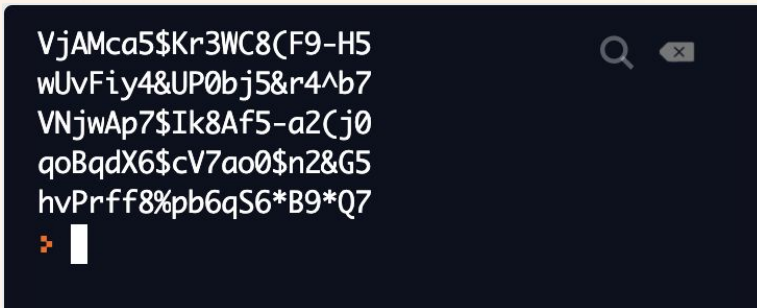 VjAMca5$Kr3WC8(F9-H5
wUvFiy4&UP0bj5&r4^b7
VNjwAp7$Ik8Af5-a2(j0
qoBqdX6$cV7ao0$n2&G5
hvPrff8%pb6qS6*B9*Q7
>